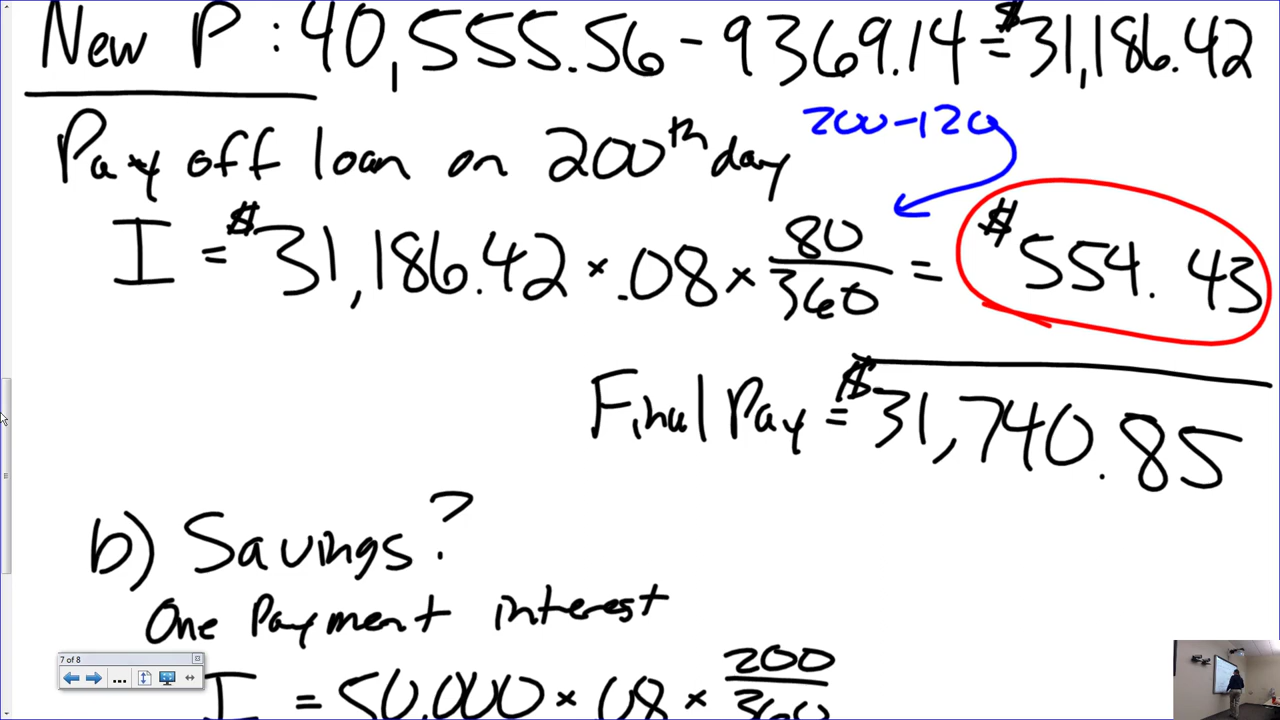 New P : 40,555.56 - 9369.14 = $31,186.42
Pay off loan on 200th day
200-120
I = $31,186.42 × .08 × 80/360 = $554.43
Final Pay = $31,740.85
b) Savings?
One Payment interest
I = 50,000 × .08 × 200/360
7 of 8
...